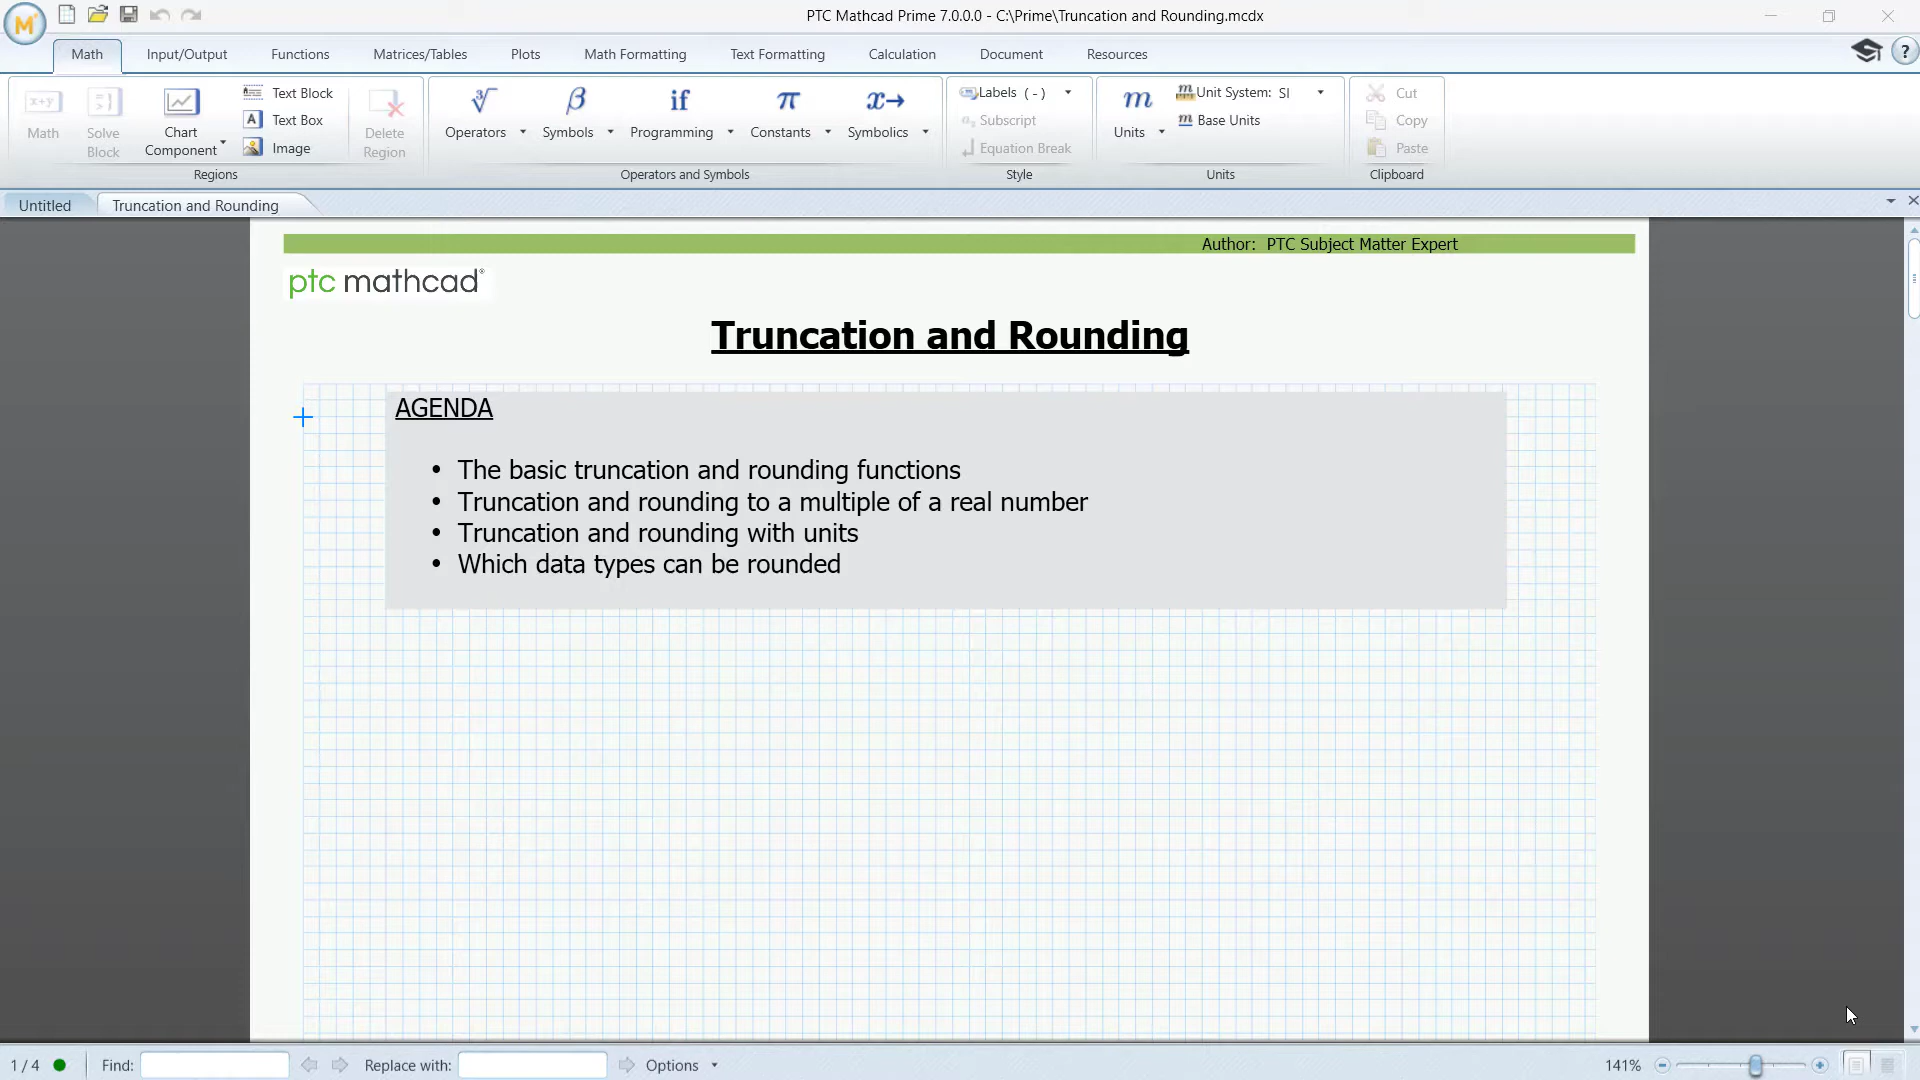 PTC Mathcad Prime 7.0.0.0 - C:\Prime\Truncation and Rounding.mcdx
Math Input/Output Functions Matrices/Tables Plots Math Formatting Text Formatting Calculation Document Resources
Math
Solve Block
Chart Component
Text Block
Text Box
Image
Delete Region
Regions
Operators
Symbols
if
Programming
π
Constants
Symbolics
Operators and Symbols
Labels (-)
Subscript
Equation Break
Style
m
Units
Unit System: SI
Base Units
Units
Cut
Copy
Paste
Clipboard
Untitled Truncation and Rounding
Author: PTC Subject Matter Expert
ptc mathcad®
Truncation and Rounding
AGENDA
• The basic truncation and rounding functions
• Truncation and rounding to a multiple of a real number
• Truncation and rounding with units
• Which data types can be rounded
1 / 4 Find: Replace with: Options 141%